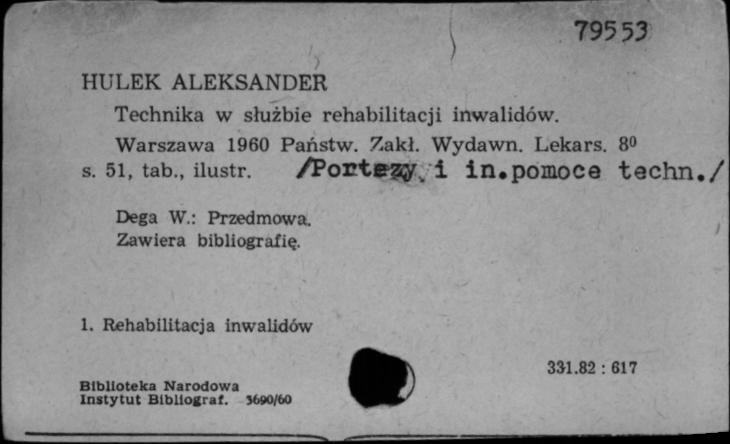 79553
HULEK ALEKSANDER
Technika w służbie rehabilitacji inwalidów.
Warszawa 1960 Państw. Zakł. Wydawn. Lekars. 8⁰
s. 51, tab., ilustr. /Portezy i in.pomoce techn./
Dega W.: Przedmowa.
Zawiera bibliografię.
1. Rehabilitacja inwalidów
331.82 : 617
Biblioteka Narodowa
Instytut Bibliograf. 3690/60